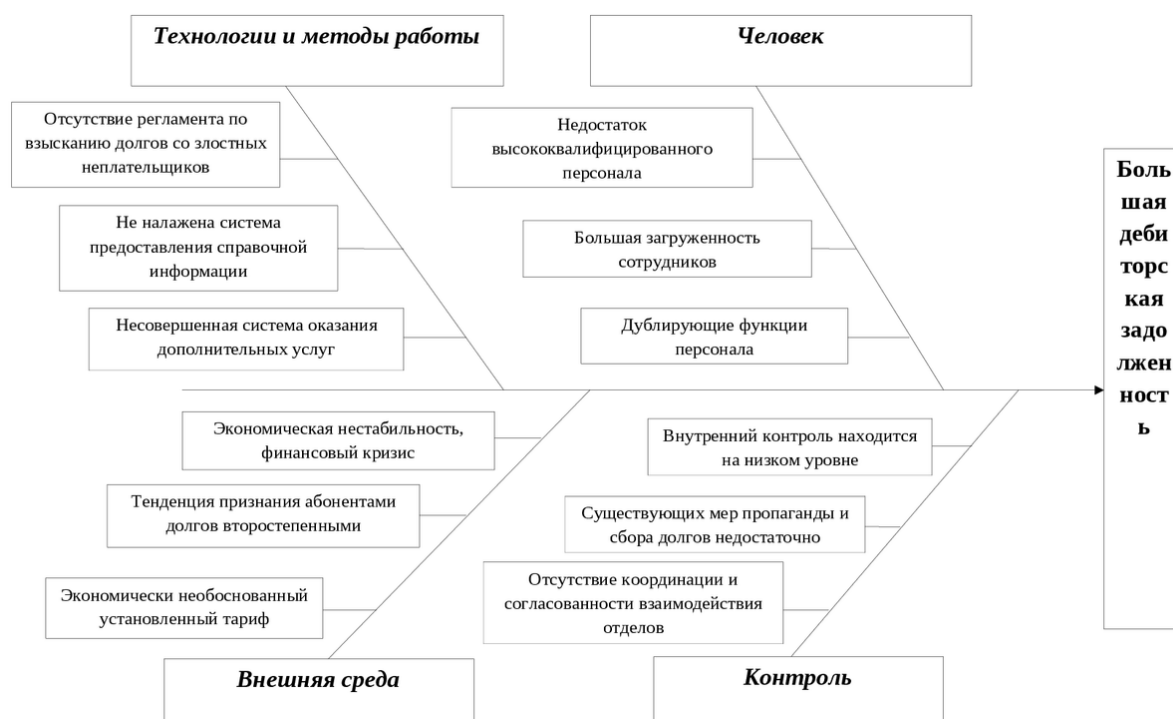 Технологии и методы работы
Человек
Отсутствие регламента по
взысканию долгов со злостных
неплательщиков
Не налажена система
предоставления справочной
информации
Несовершенная система оказания
дополнительных услуг
Недостаток
высококвалифицированного
персонала
Большая загруженность
сотрудников
Дублирующие функции
персонала
Боль
шая
деби
торс
кая
задо
лжен
ност
ь
Экономическая нестабильность,
финансовый кризис
Тенденция признания абонентами
долгов второстепенными
Экономически необоснованный
установленный тариф
Внешняя среда
Внутренний контроль находится
на низком уровне
Существующих мер пропаганды и
сбора долгов недостаточно
Отсутствие координации и
согласованности взаимодействия
отделов
Контроль